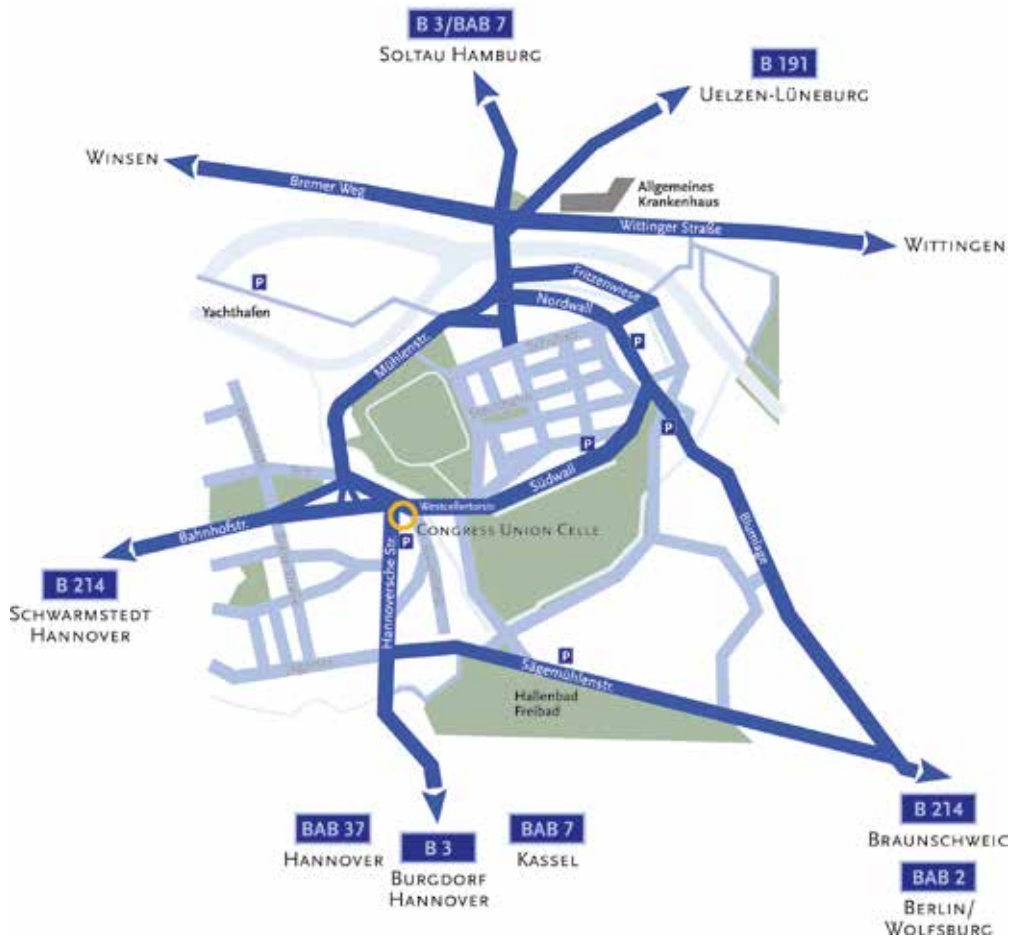 B 3/BAB 7
SOLTAU HAMBURG
B 191
UELZEN-LÜNEBURG
WINSEN
Bremer Weg
Allgemeines
Krankenhaus
Wittinger Straße
WITTINGEN
P
Yachthafen
Fritzenwiese
Nordwall
P
Mühlenstr.
P
P
Südwall
Westcellertorstr.
CONGRESS UNION CELLE
P
Bahnhofstr.
Hannoversche Str.
Blumlage
B 214
SCHWARMSTEDT
HANNOVER
P
Sägemühlenstr.
Hallenbad
Freibad
BAB 37
HANNOVER
B 3
BURGDORF
HANNOVER
BAB 7
KASSEL
B 214
BRAUNSCHWEIG
BAB 2
BERLIN/
WOLFSBURG